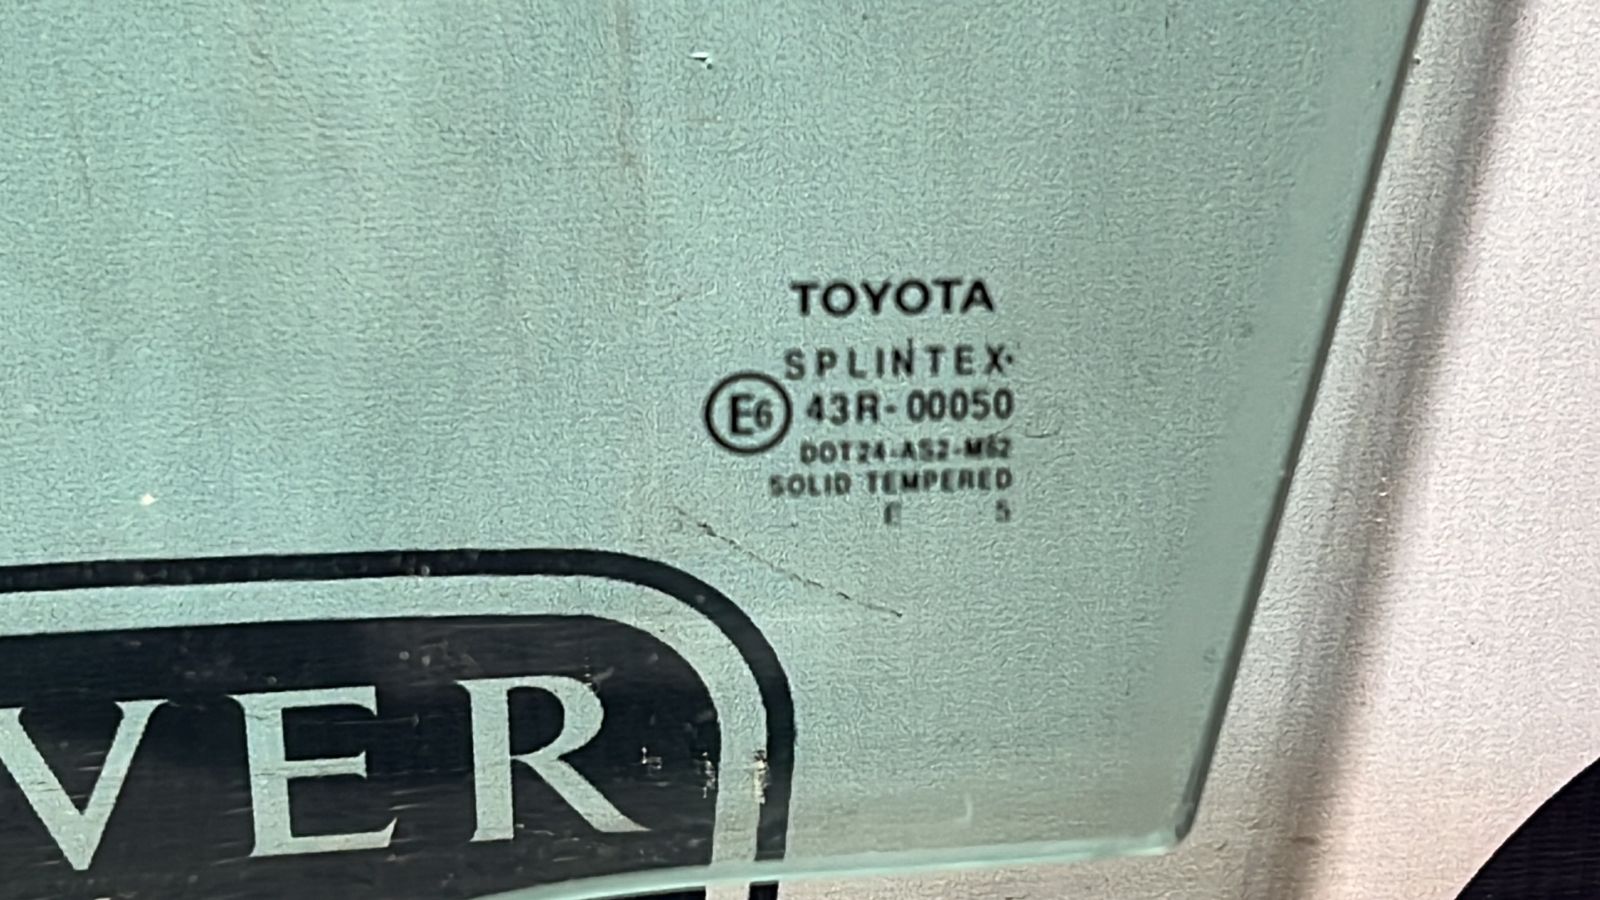 TOYOTA
SPLINTEX
E6 43R-00050
DOT24-AS2-M62
SOLID TEMPERED
E 5
VER